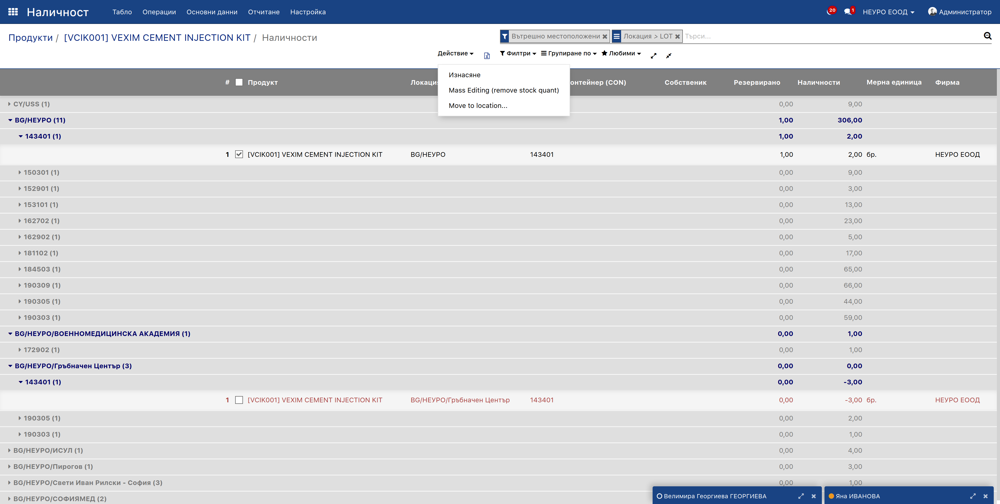 Наличност Табло Операции Основни данни Отчитане Настройка 20 1 НЕУРО ЕООД Администратор
Продукти / [VCIK001] VEXIM CEMENT INJECTION KIT / Наличности Вътрешно местоположени Локация > LOT Търси...
Действие Филтри Групиране по Любими
Изнасяне
Mass Editing (remove stock quant)
Move to location...
# Продукт Локация онтейнер (CON) Собственик Резервирано Наличности Мерна единица Фирма
CY/USS (1) 0,00 9,00
BG/НЕУРО (11) 1,00 306,00
143401 (1) 1,00 2,00
1 [VCIK001] VEXIM CEMENT INJECTION KIT BG/НЕУРО 143401 1,00 2,00 бр. НЕУРО ЕООД
150301 (1) 0,00 9,00
152901 (1) 0,00 3,00
153101 (1) 0,00 13,00
162702 (1) 0,00 23,00
162902 (1) 0,00 5,00
181102 (1) 0,00 17,00
184503 (1) 0,00 65,00
190309 (1) 0,00 66,00
190305 (1) 0,00 44,00
190303 (1) 0,00 59,00
BG/НЕУРО/ВОЕННОМЕДИЦИНСКА АКАДЕМИЯ (1) 0,00 1,00
172902 (1) 0,00 1,00
BG/НЕУРО/Гръбначен Център (3) 0,00 0,00
143401 (1) 0,00 -3,00
1 [VCIK001] VEXIM CEMENT INJECTION KIT BG/НЕУРО/Гръбначен Център 143401 0,00 -3,00 бр. НЕУРО ЕООД
190305 (1) 0,00 2,00
190303 (1) 0,00 1,00
BG/НЕУРО/ИСУЛ (1) 0,00 4,00
BG/НЕУРО/Пирогов (1) 0,00 3,00
BG/НЕУРО/Свети Иван Рилски - София (3) 0,00 1,00
BG/НЕУРО/СОФИЯМЕД (2)
Велимира Георгиева ГЕОРГИЕВА Яна ИВАНОВА